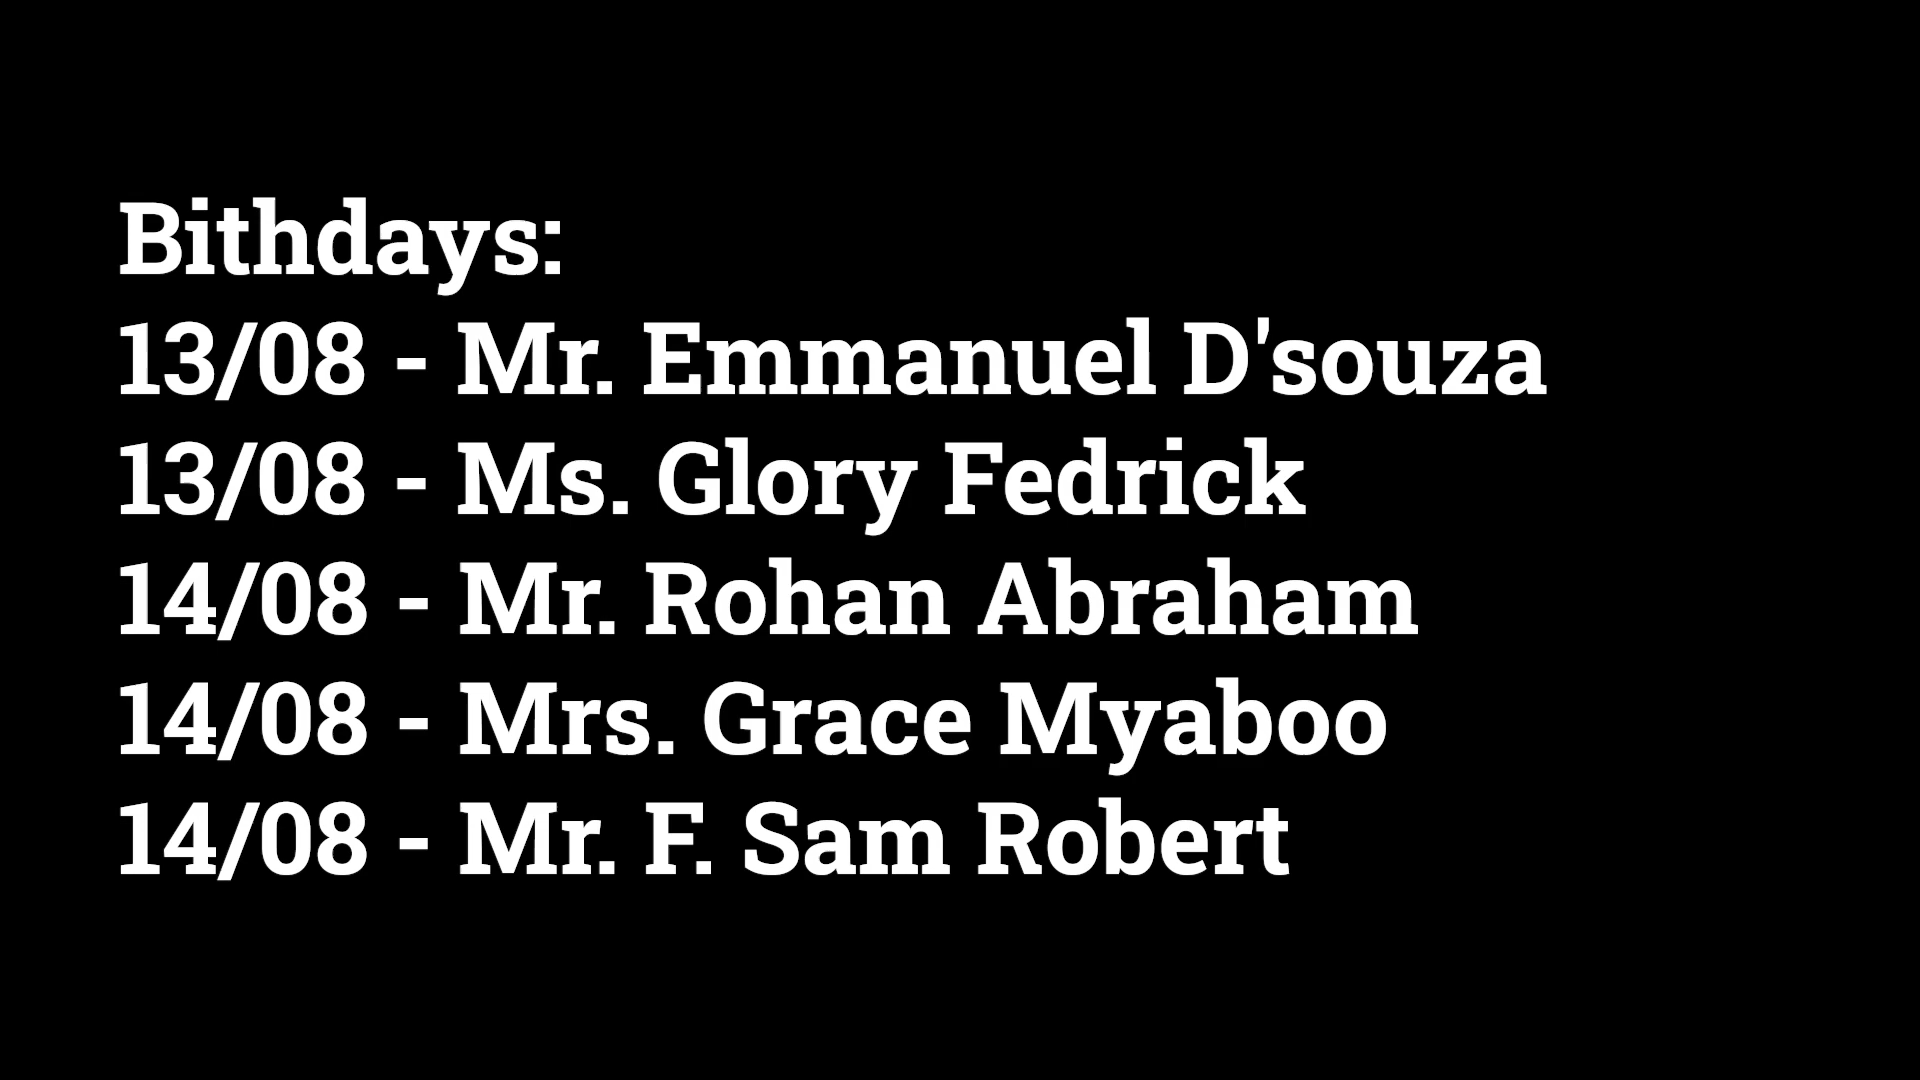 Bithdays:
13/08 - Mr. Emmanuel D'souza
13/08 - Ms. Glory Fedrick
14/08 - Mr. Rohan Abraham
14/08 - Mrs. Grace Myaboo
14/08 - Mr. F. Sam Robert